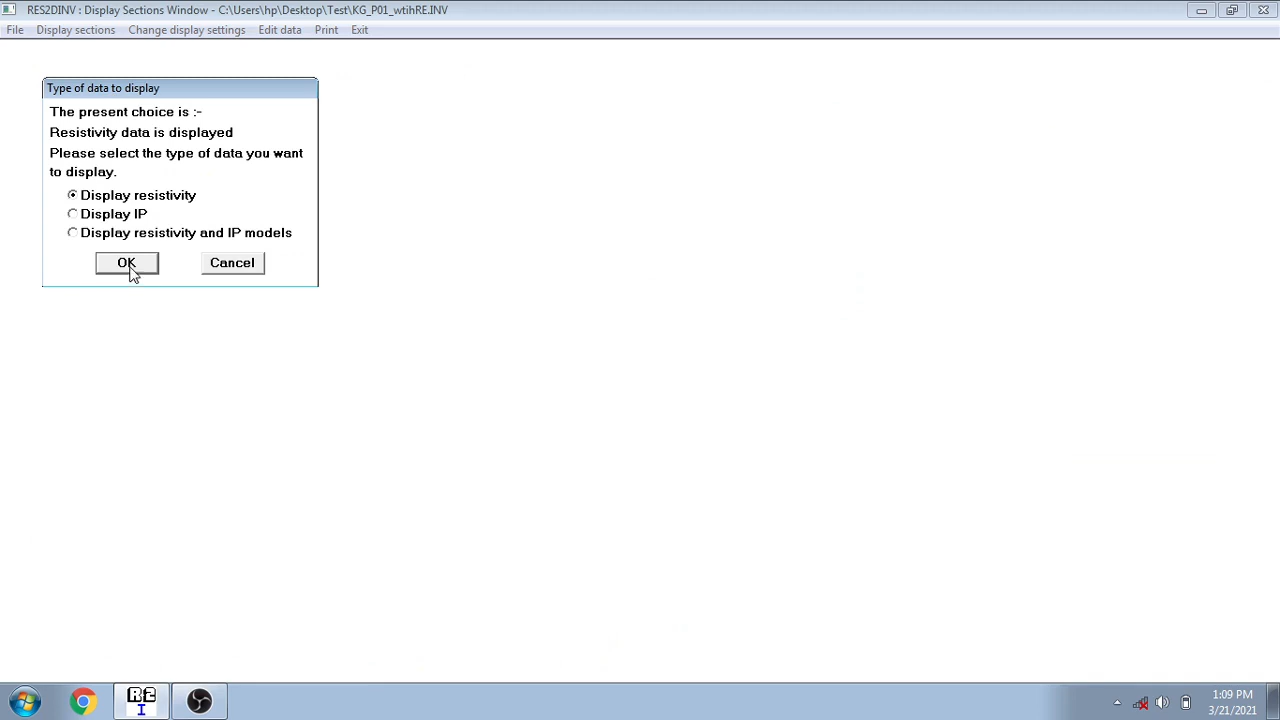 RES2DINV : Display Sections Window - C:\Users\hp\Desktop\Test\KG_P01_wtihRE.INV
File Display sections Change display settings Edit data Print Exit
Type of data to display
The present choice is :-
Resistivity data is displayed
Please select the type of data you want
to display.
Display resistivity
Display IP
Display resistivity and IP models
OK Cancel
R2
I
1:09 PM
3/21/2021